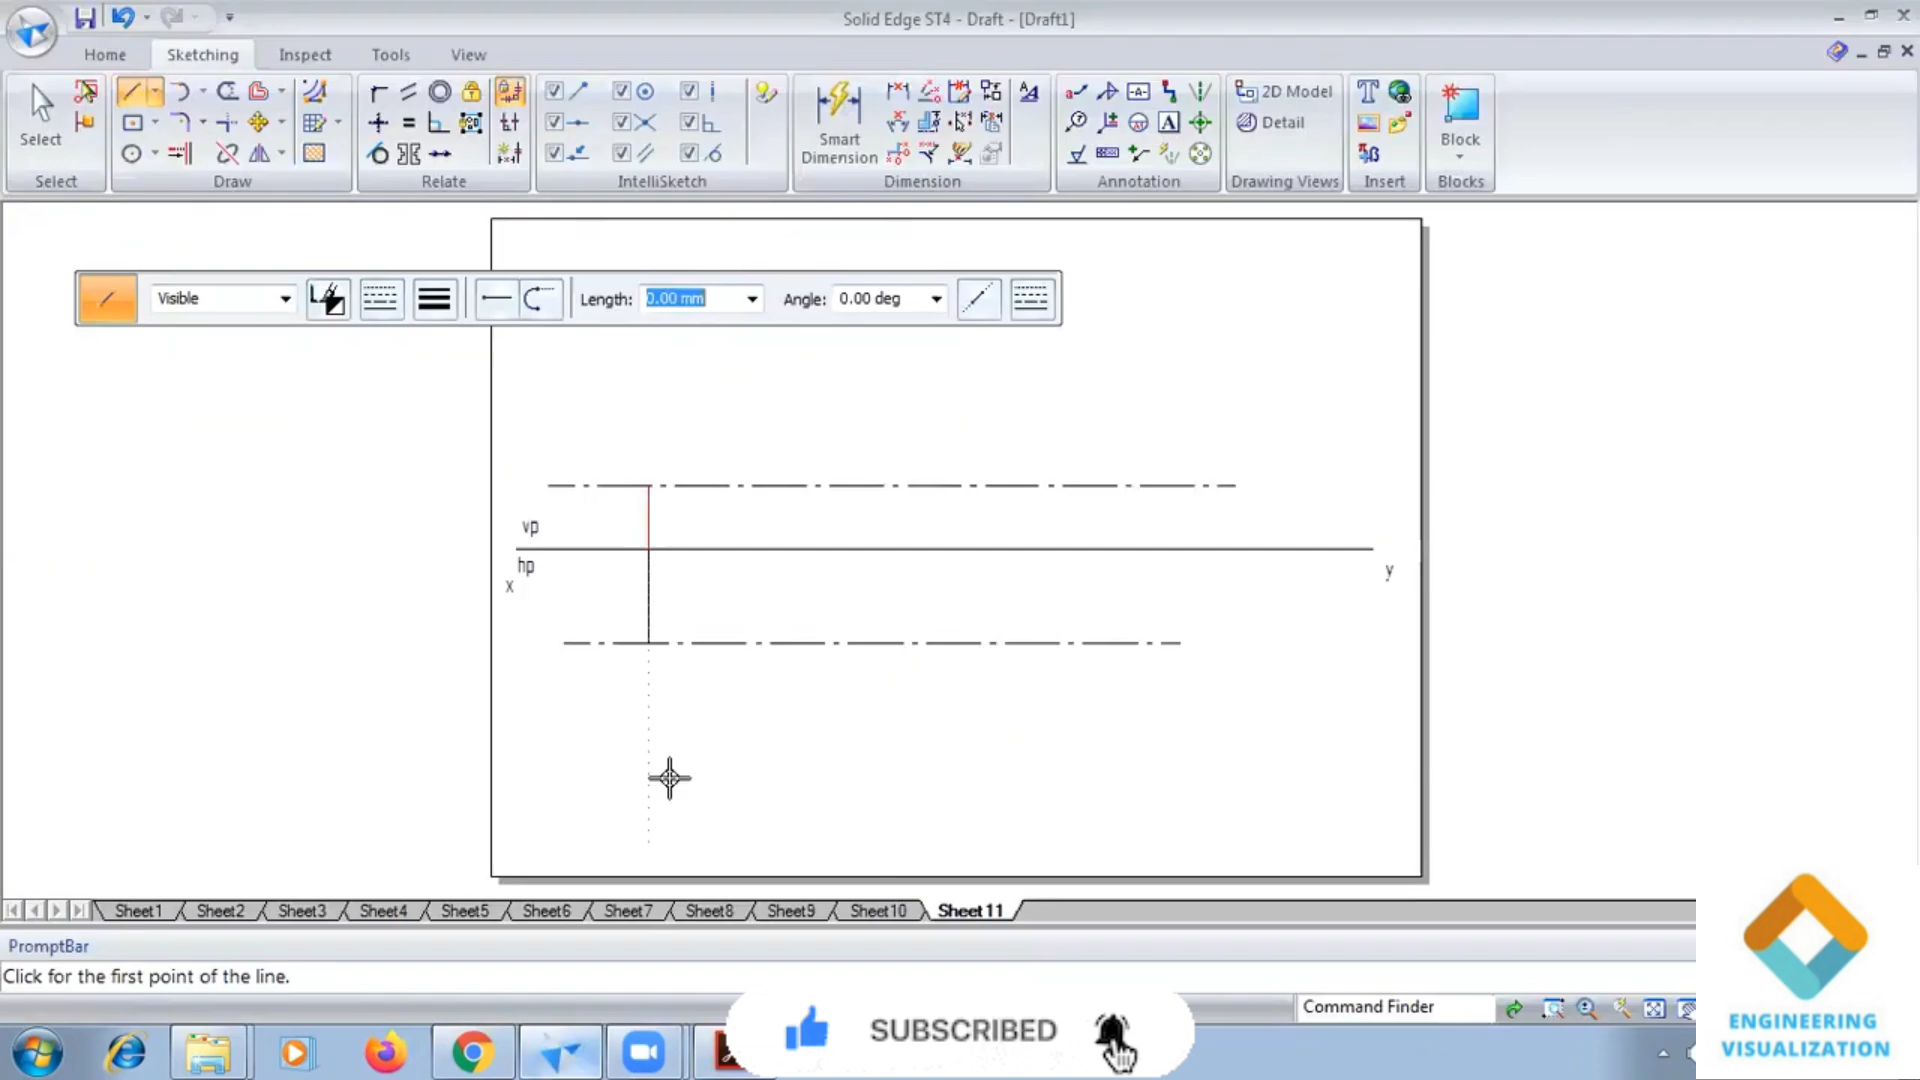 Solid Edge ST4 - Draft - [Draft1]
Home
Sketching
Inspect
Tools
View
Select
Smart
Dimension
2D Model
Detail
Block
Select
Draw
Relate
IntelliSketch
Dimension
Annotation
Drawing Views
Insert
Blocks
Visible
Length:
0.00 mm
Angle:
0.00 deg
vp
hp
x
y
Sheet1
Sheet2
Sheet3
Sheet4
Sheet5
Sheet6
Sheet7
Sheet8
Sheet9
Sheet10
Sheet11
PromptBar
Click for the first point of the line.
Command Finder
SUBSCRIBED
ENGINEERING
VISUALIZATION